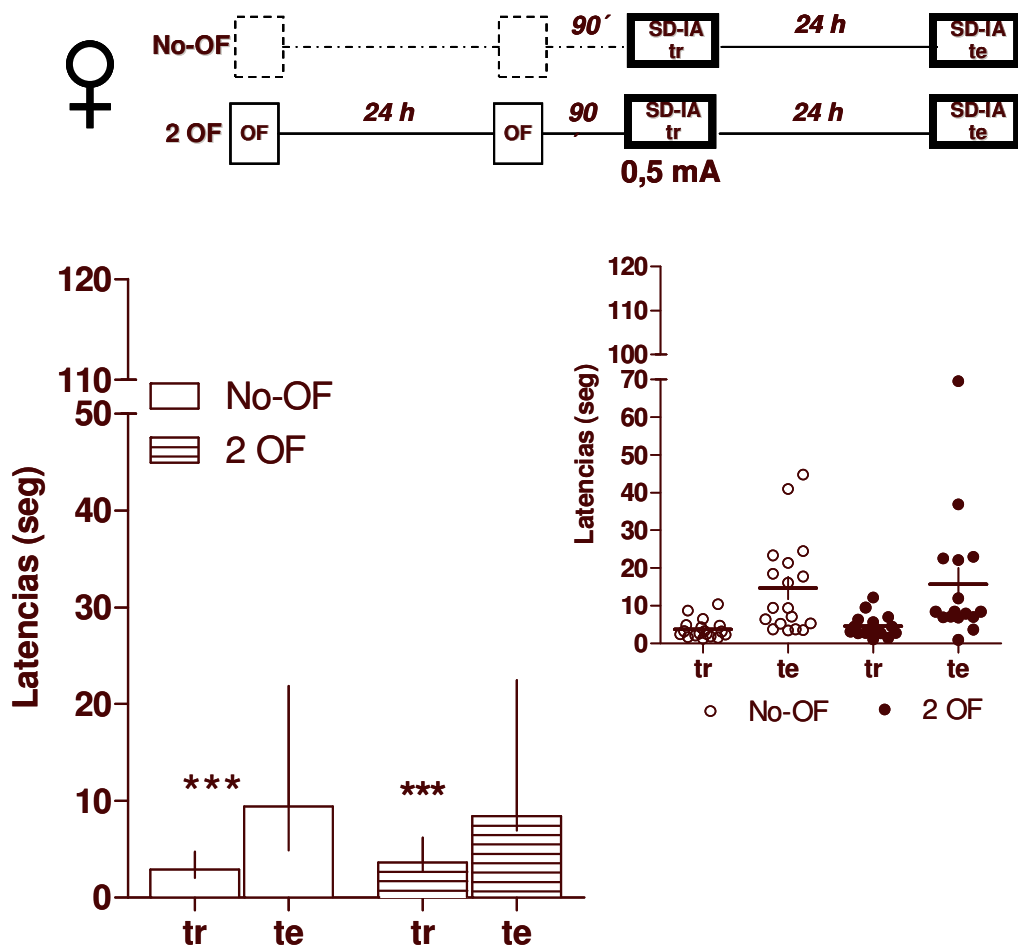 No-OF 90´ SD-IA tr 24 h SD-IA te
2 OF OF 24 h OF 90 ´ SD-IA tr 24 h SD-IA te
0,5 mA
Latencias (seg)
120
110
50
40
30
20
10
0
No-OF
2 OF
*** ***
tr te tr te
Latencias (seg)
120
110
100
70
60
50
40
30
20
10
0
tr te tr te
No-OF 2 OF